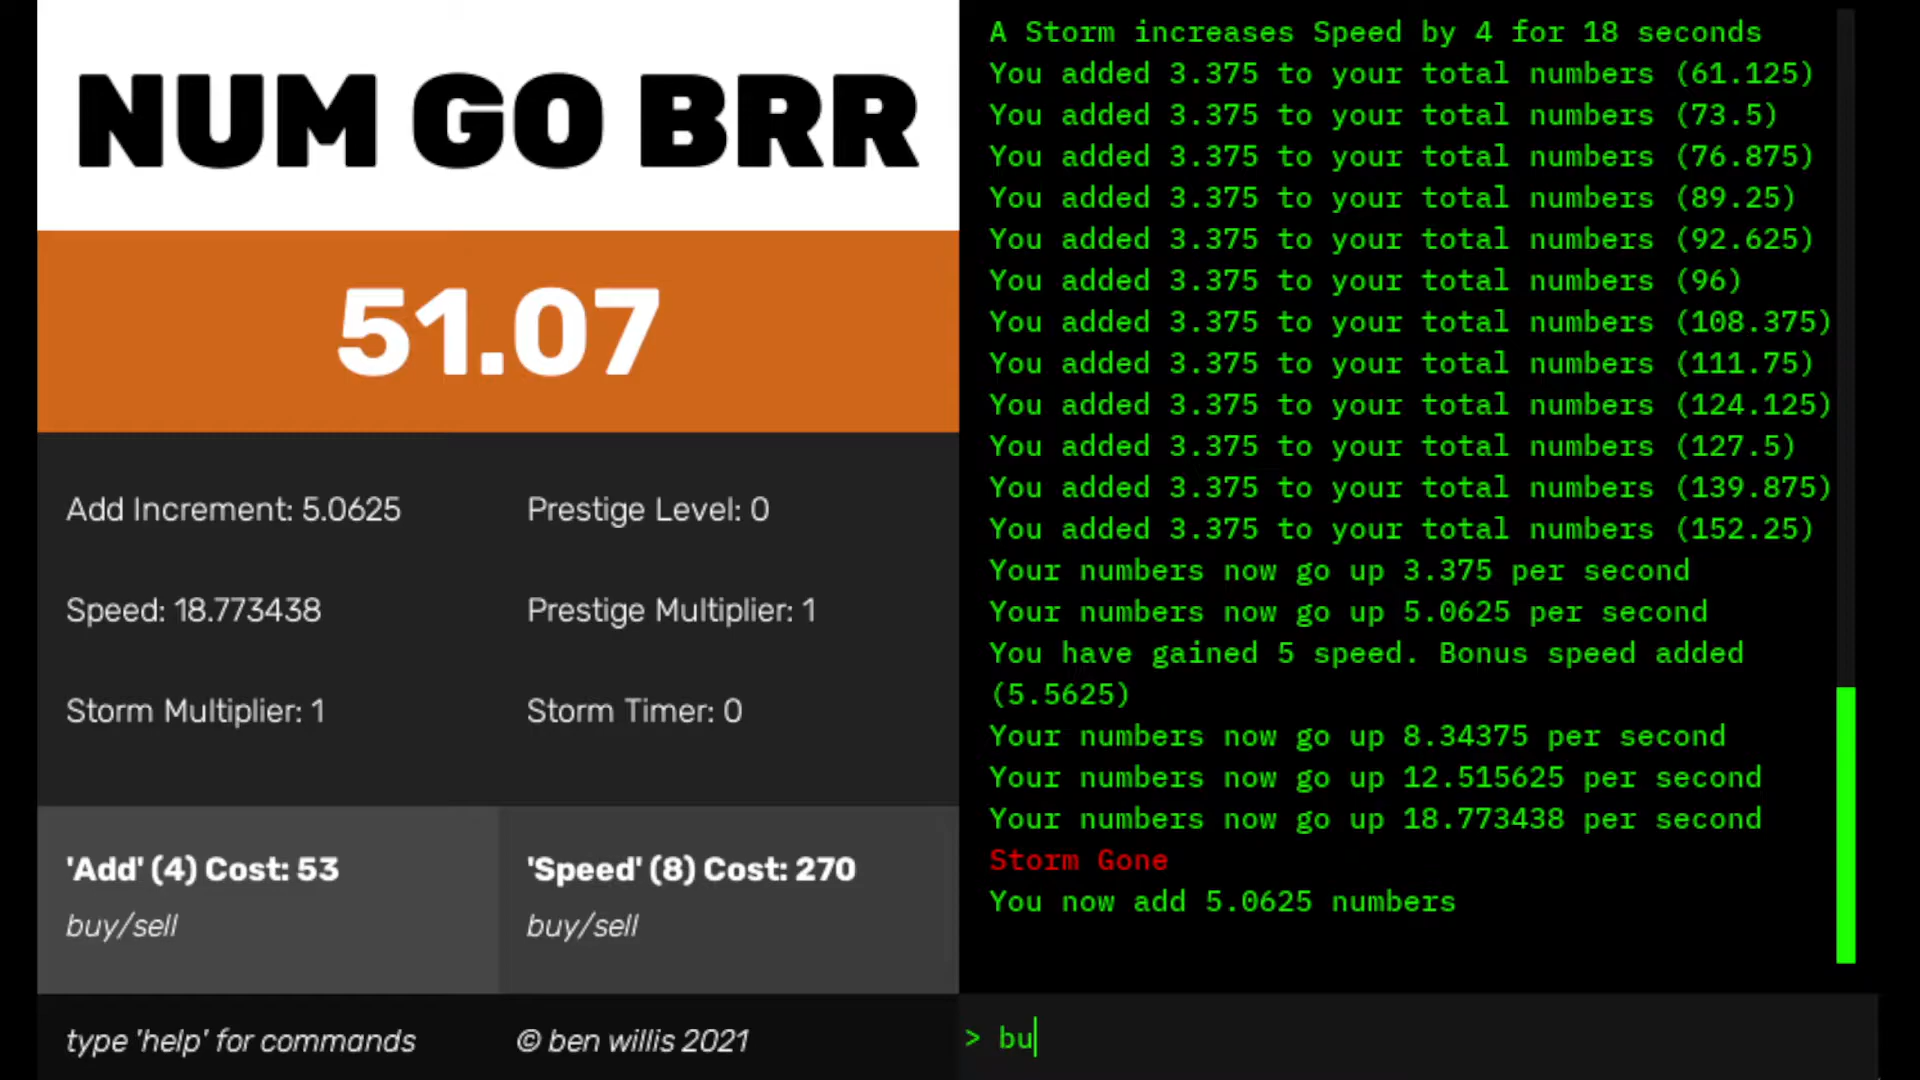 NUM GO BRR
51.07
Add Increment: 5.0625
Prestige Level: 0
Speed: 18.773438
Prestige Multiplier: 1
Storm Multiplier: 1
Storm Timer: 0
'Add' (4) Cost: 53
buy/sell
'Speed' (8) Cost: 270
buy/sell
type 'help' for commands
© ben willis 2021
A Storm increases Speed by 4 for 18 seconds
You added 3.375 to your total numbers (61.125)
You added 3.375 to your total numbers (73.5)
You added 3.375 to your total numbers (76.875)
You added 3.375 to your total numbers (89.25)
You added 3.375 to your total numbers (92.625)
You added 3.375 to your total numbers (96)
You added 3.375 to your total numbers (108.375)
You added 3.375 to your total numbers (111.75)
You added 3.375 to your total numbers (124.125)
You added 3.375 to your total numbers (127.5)
You added 3.375 to your total numbers (139.875)
You added 3.375 to your total numbers (152.25)
Your numbers now go up 3.375 per second
Your numbers now go up 5.0625 per second
You have gained 5 speed. Bonus speed added
(5.5625)
Your numbers now go up 8.34375 per second
Your numbers now go up 12.515625 per second
Your numbers now go up 18.773438 per second
Storm Gone
You now add 5.0625 numbers
> bu